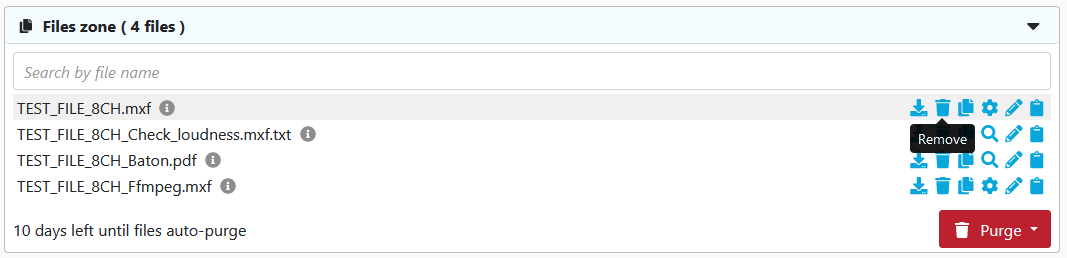 Files zone ( 4 files )
Search by file name
TEST_FILE_8CH.mxf
TEST_FILE_8CH_Check_loudness.mxf.txt
Remove
TEST_FILE_8CH_Baton.pdf
TEST_FILE_8CH_Ffmpeg.mxf
10 days left until files auto-purge
Purge